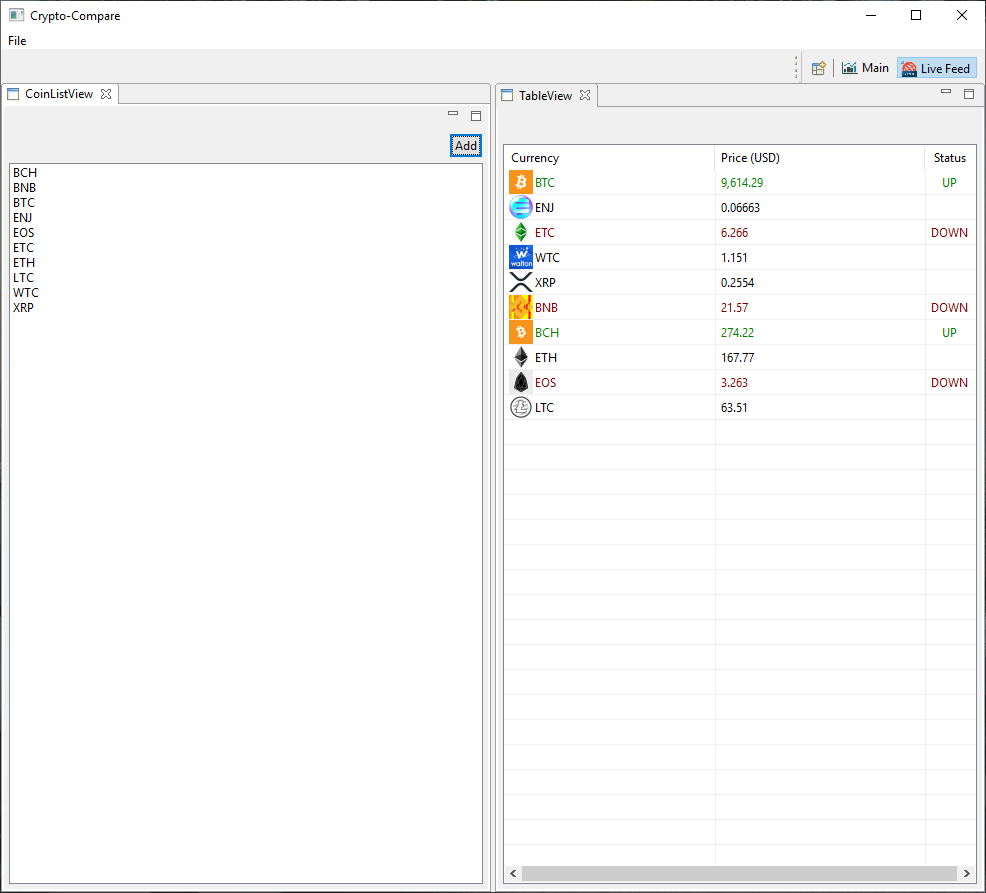 Crypto-Compare
File
Main
Live Feed
CoinListView
Add
BCH
BNB
BTC
ENJ
EOS
ETC
ETH
LTC
WTC
XRP
TableView
Currency Price (USD) Status
BTC 9,614.29 UP
ENJ 0.06663
ETC 6.266 DOWN
walton WTC 1.151
XRP 0.2554
BNB 21.57 DOWN
BCH 274.22 UP
ETH 167.77
EOS 3.263 DOWN
LTC 63.51